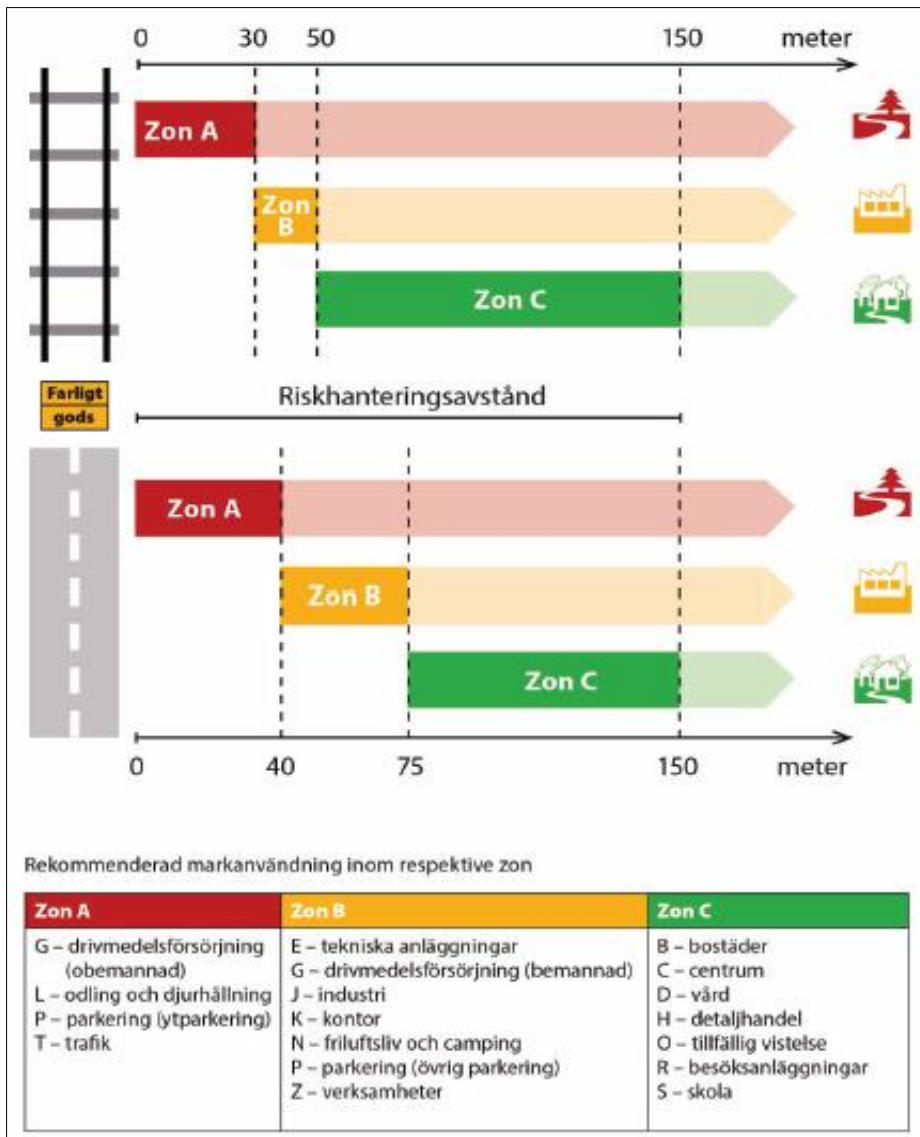 0 30 50 150 meter
Zon A
Zon
B
Zon C
Farligt
gods
Riskhanteringsavstånd
Zon A
Zon B
Zon C
0 40 75 150 meter
Rekommenderad markanvändning inom respektive zon
Zon A
G – drivmedelsförsörjning
(obemannad)
L – odling och djurhållning
P – parkering (ytparkering)
T – trafik
Zon B
E – tekniska anläggningar
G – drivmedelsförsörjning (bemannad)
J – industri
K – kontor
N – friluftsliv och camping
P – parkering (övrig parkering)
Z – verksamheter
Zon C
B – bostäder
C – centrum
D – vård
H – detaljhandel
O – tillfällig vistelse
R – besöksanläggningar
S – skola